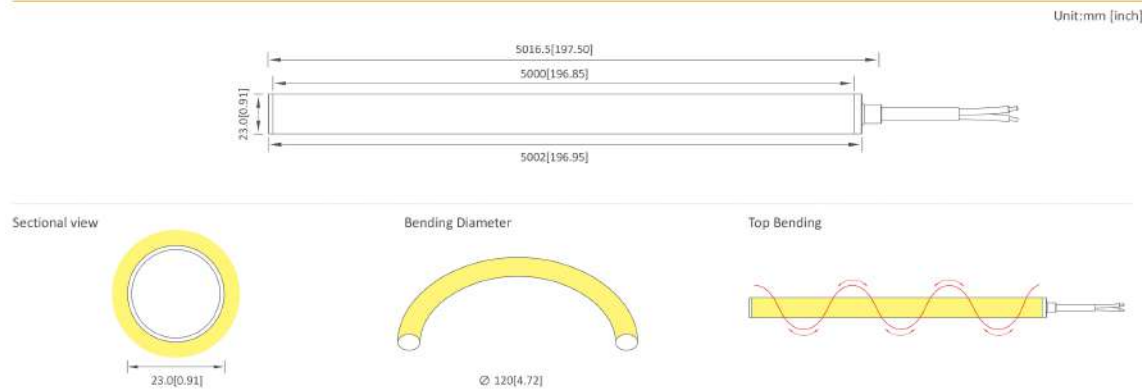 Unit:mm [inch]
5016.5[197.50]
5000[196.85]
23.0[0.91]
5002[196.95]
Sectional view
Bending Diameter
Top Bending
23.0[0.91]
Ø 120[4.72]